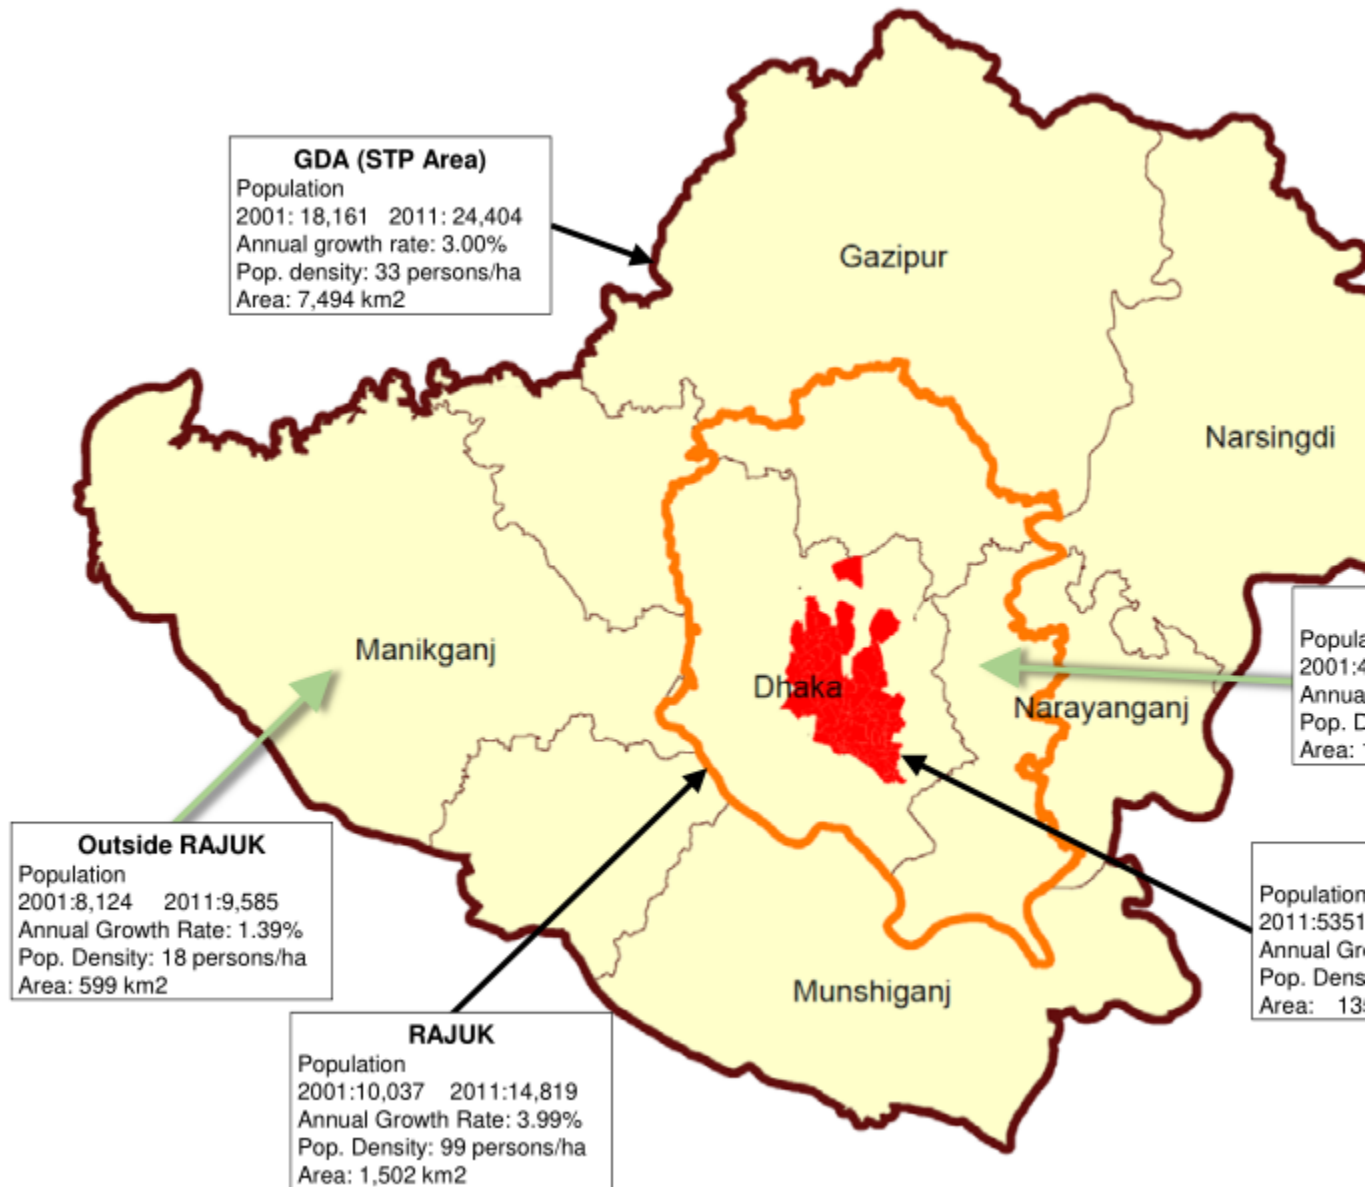 GDA (STP Area)
Population
2001: 18,161 2011: 24,404
Annual growth rate: 3.00%
Pop. density: 33 persons/ha
Area: 7,494 km2
Gazipur
Narsingdi
Manikganj
Dhaka
Narayanganj
Munshiganj
Popula
2001:4
Annua
Pop. D
Area:
Outside RAJUK
Population
2001:8,124 2011:9,585
Annual Growth Rate: 1.39%
Pop. Density: 18 persons/ha
Area: 599 km2
Population
2011:5351
Annual Gro
Pop. Dens
Area: 135
RAJUK
Population
2001:10,037 2011:14,819
Annual Growth Rate: 3.99%
Pop. Density: 99 persons/ha
Area: 1,502 km2